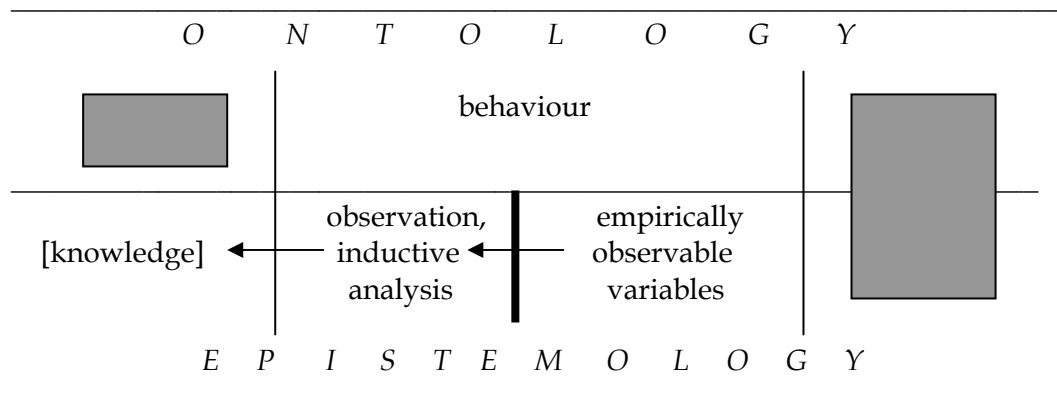 O N T O L O G Y
behaviour
observation,
inductive
analysis
empirically
observable
variables
[knowledge]
E P I S T E M O L O G Y